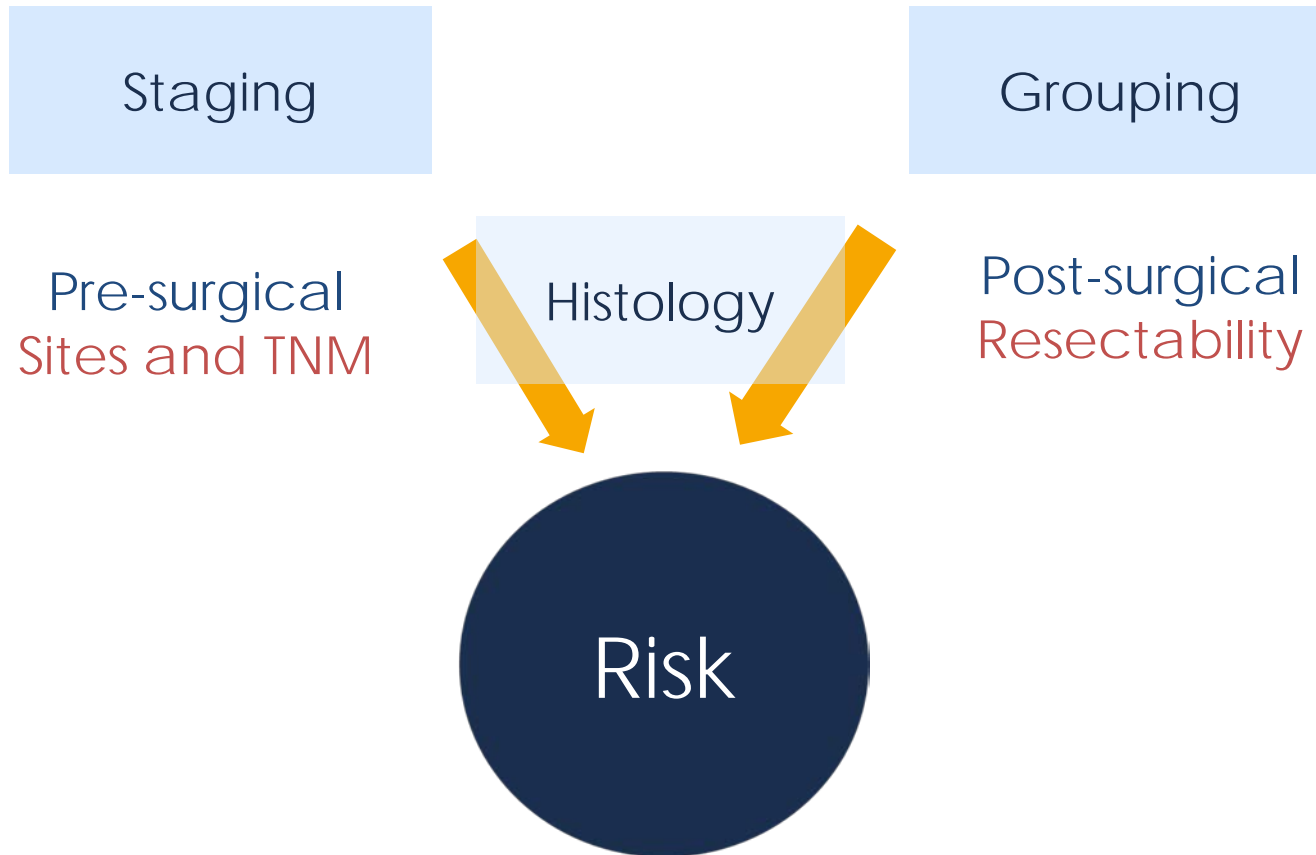 Staging
Grouping
Pre-surgical
Sites and TNM
Histology
Post-surgical
Resectability
Risk